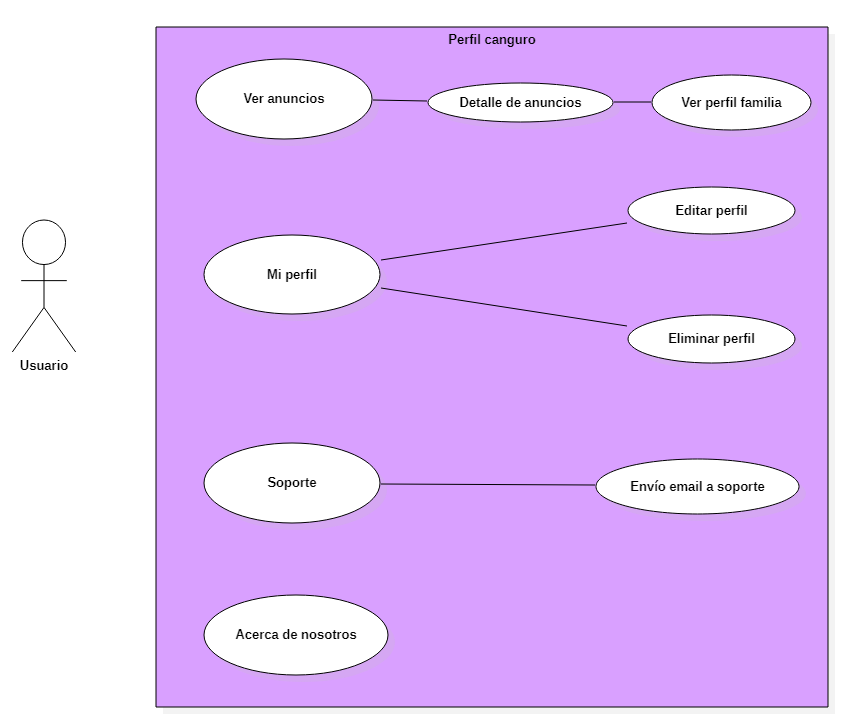 Perfil canguro
Ver anuncios
Detalle de anuncios
Ver perfil familia
Editar perfil
Mi perfil
Eliminar perfil
Usuario
Soporte
Envío email a soporte
Acerca de nosotros